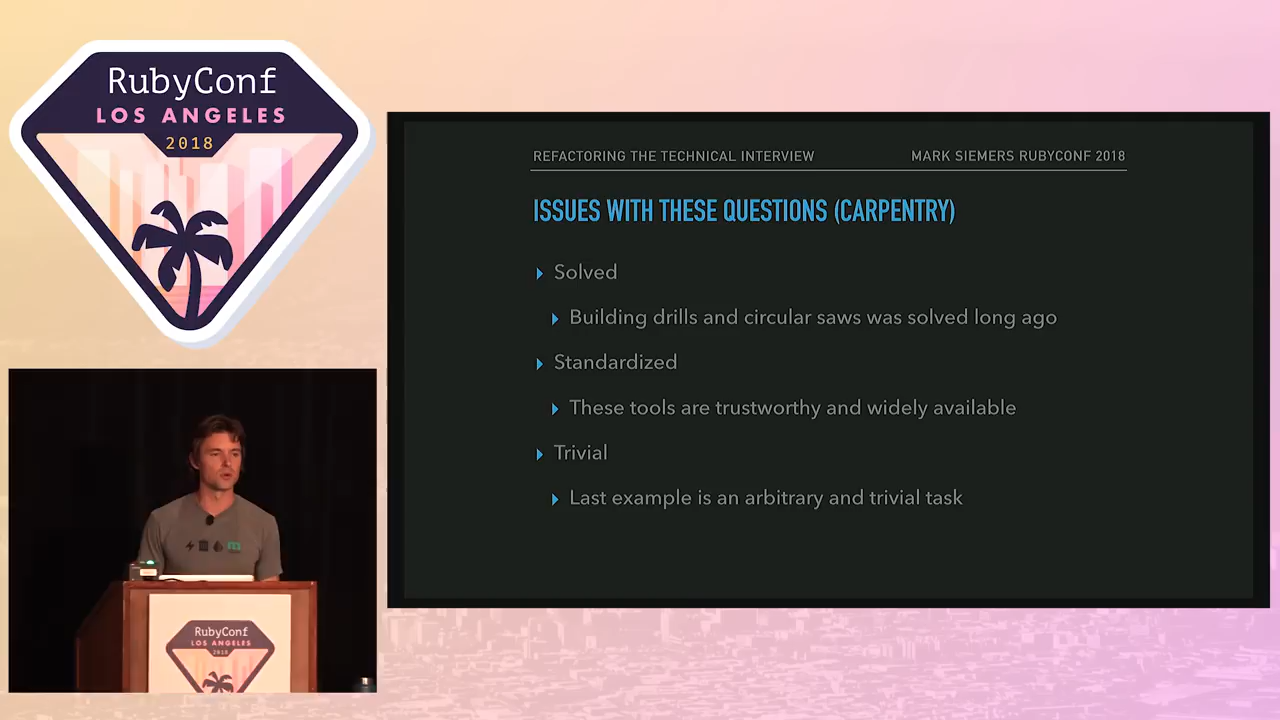 RubyConf
LOS ANGELES
2018
REFACTORING THE TECHNICAL INTERVIEW
MARK SIEMERS RUBYCONF 2018
ISSUES WITH THESE QUESTIONS (CARPENTRY)
Solved
Building drills and circular saws was solved long ago
Standardized
These tools are trustworthy and widely available
Trivial
Last example is an arbitrary and trivial task
RubyConf
LOS ANGELES
2018